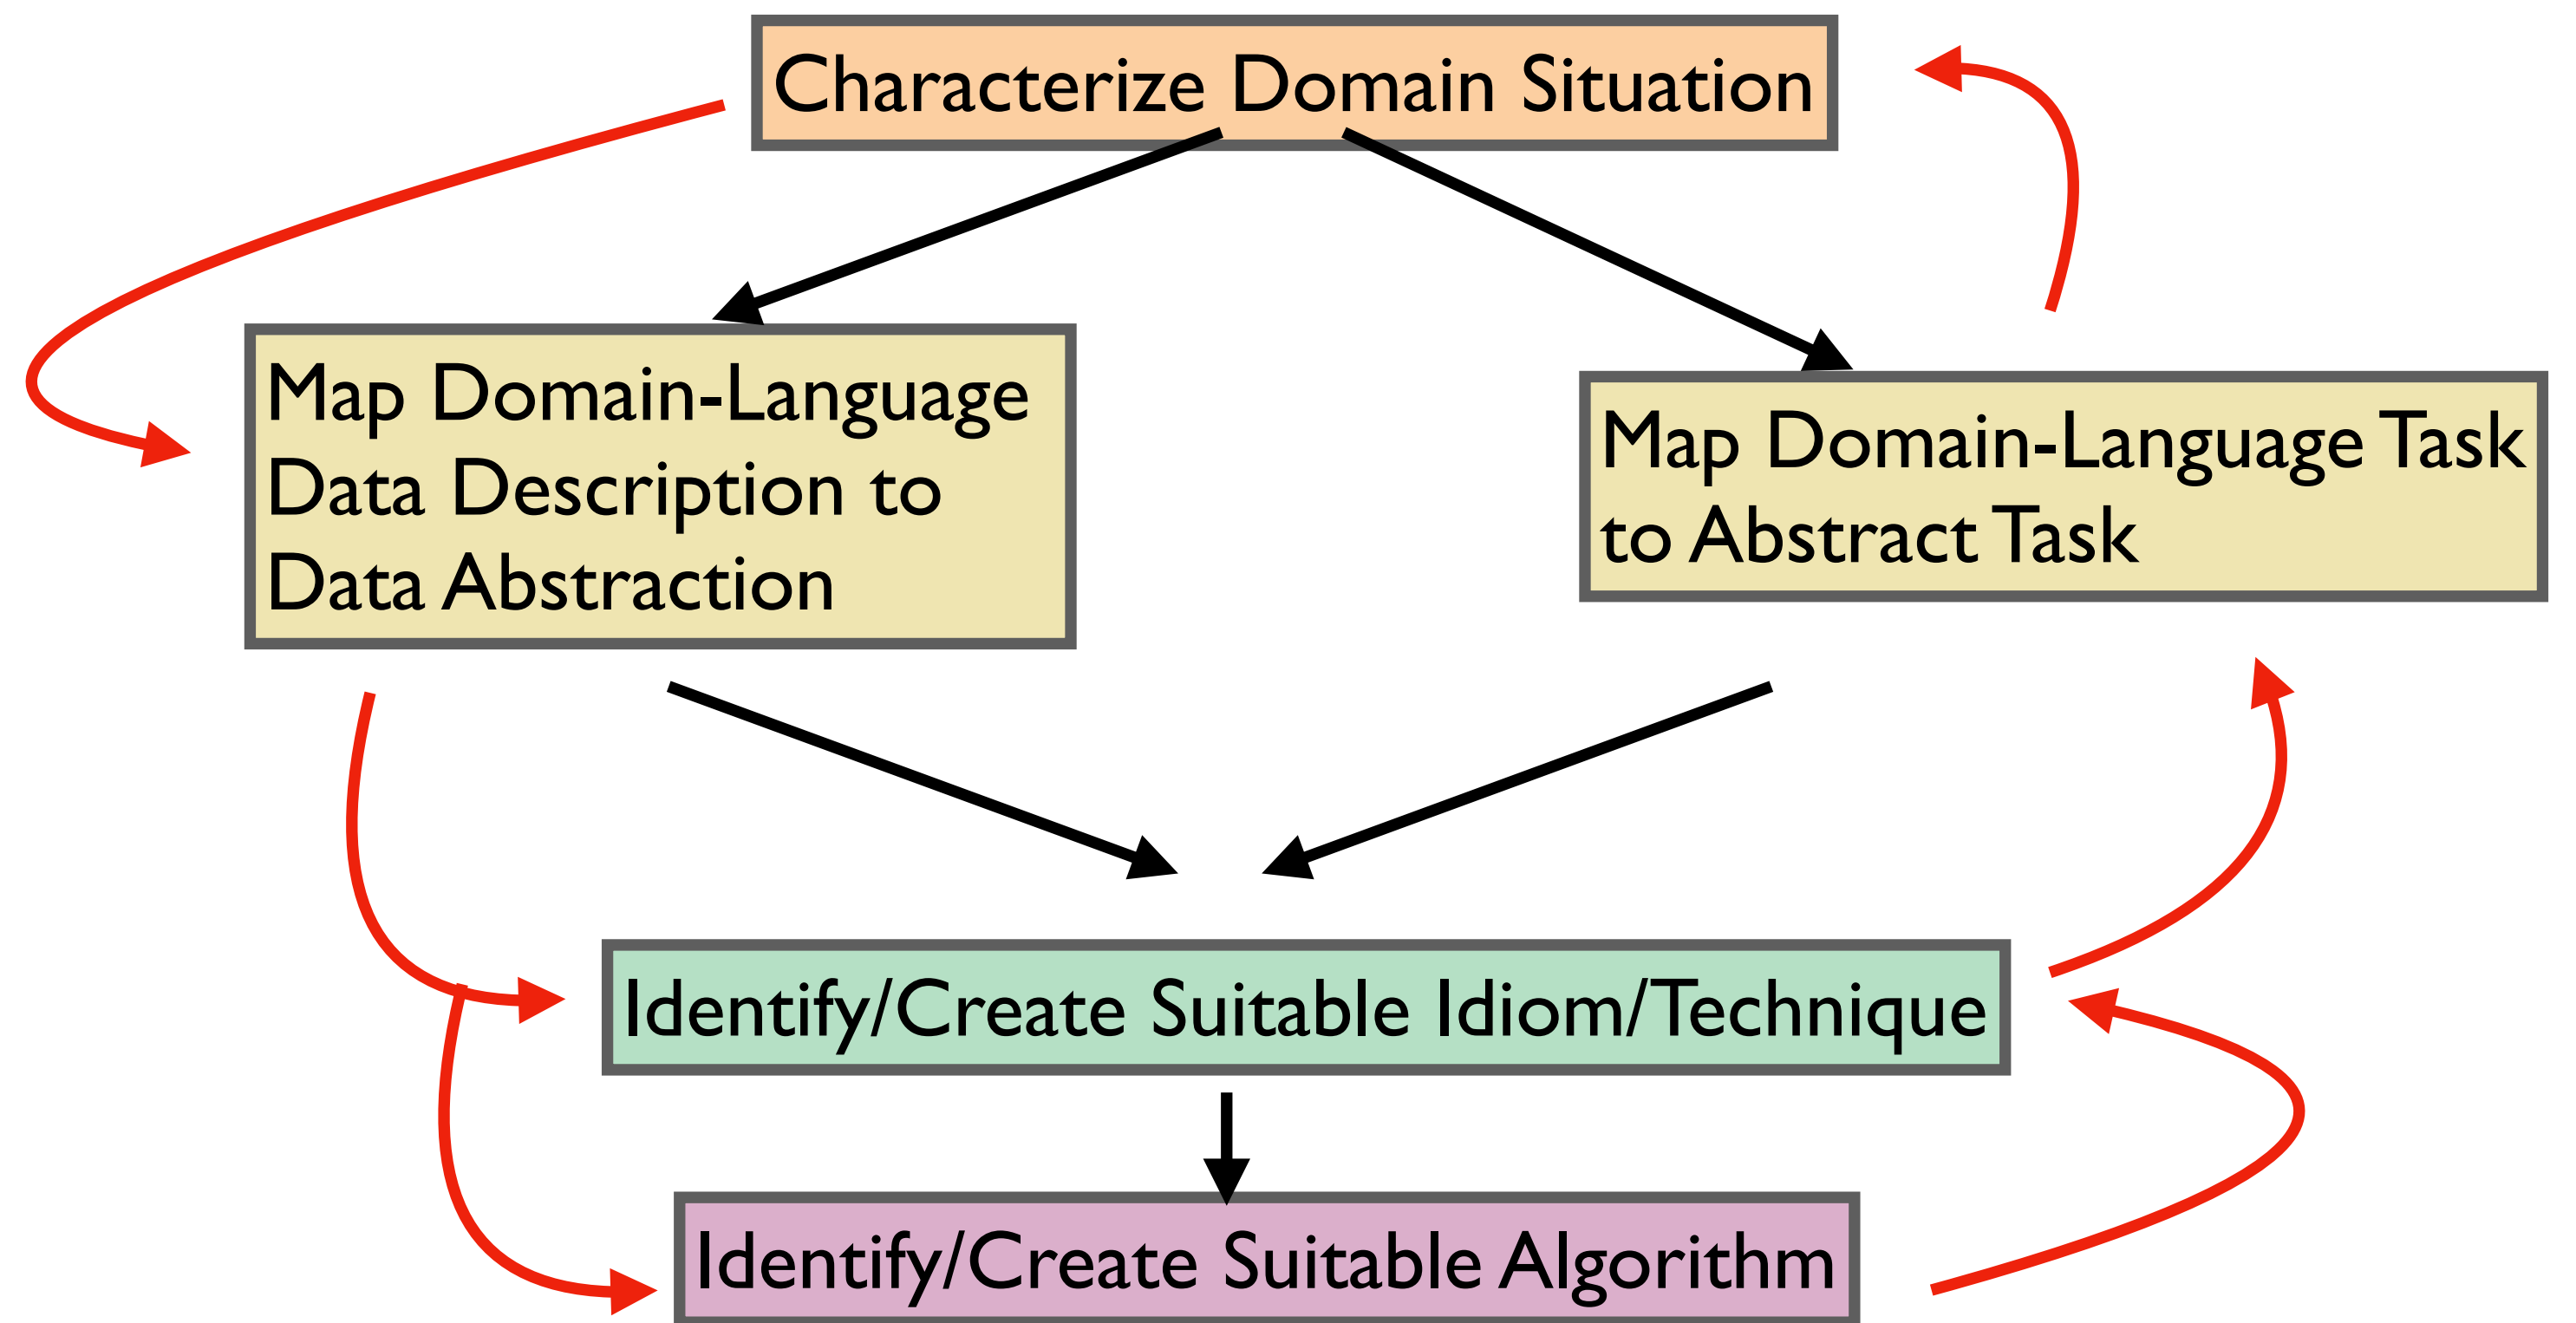 Characterize Domain Situation
Map Domain-Language
Data Description to
Data Abstraction
Map Domain-Language Task
to Abstract Task
Identify/Create Suitable Idiom/Technique
Identify/Create Suitable Algorithm